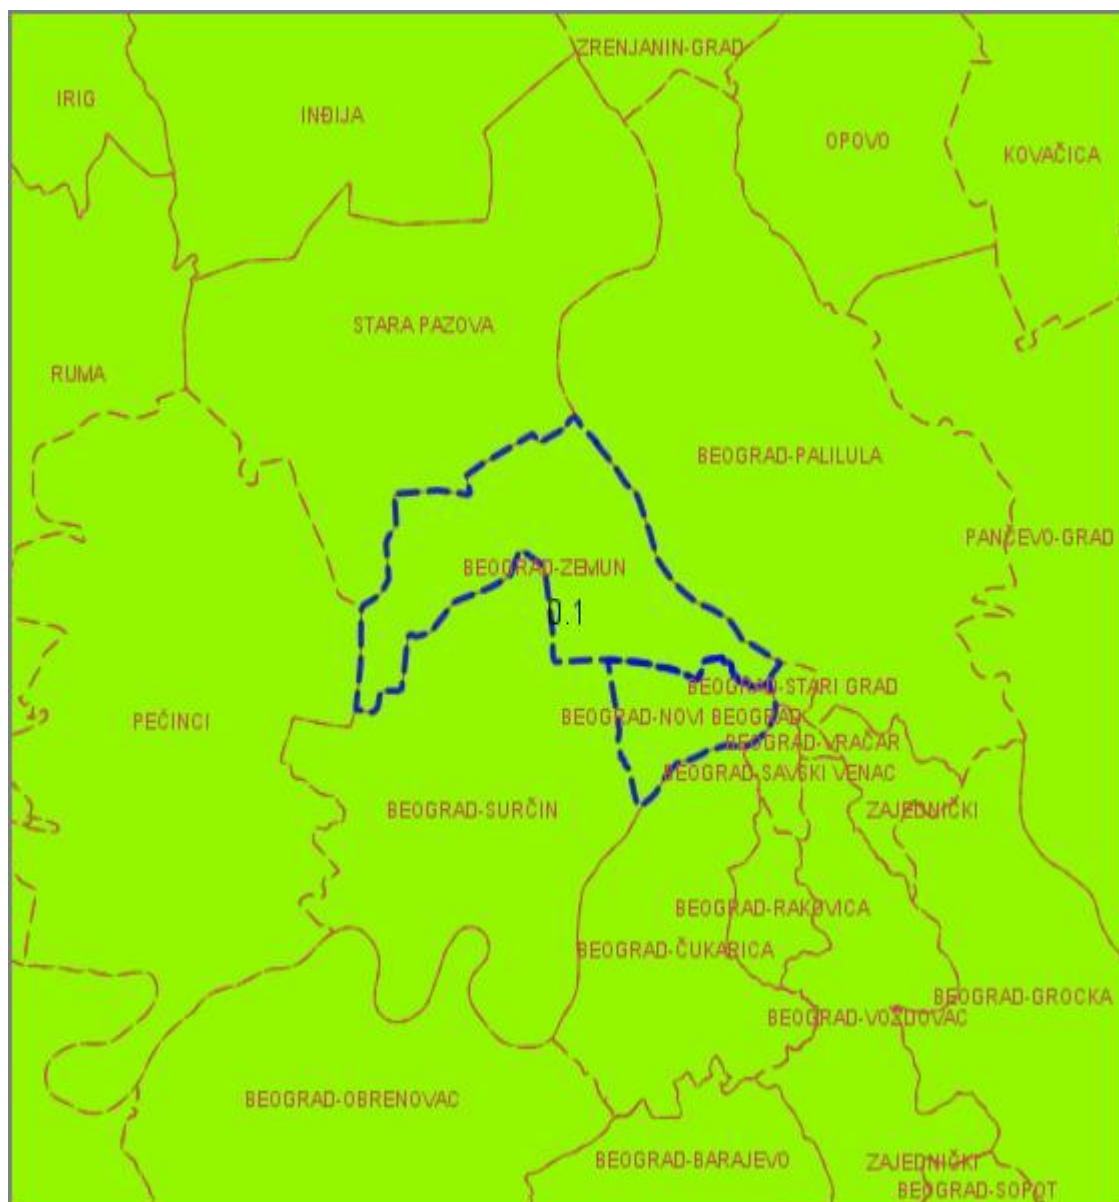 ZRENJANIN-GRAD
IRIG
INĐIJA
OPOVO
KOVAČICA
STARA PAZOVA
RUMA
BEOGRAD-PALILULA
PANČEVO-GRAD
BEOGRAD-ZEMUN
0.1
BEOGRAD-STARI GRAD
PEČINCI
BEOGRAD-NOVI BEOGRAD
BEOGRAD-VRAČAR
BEOGRAD-SAVSKI VENAC
BEOGRAD-SURČIN
ZAJEDNIČKI
BEOGRAD-RAKOVICA
BEOGRAD-ČUKARICA
BEOGRAD-GROCKA
BEOGRAD-VOŽDOVAC
BEOGRAD-OBRENOVAC
BEOGRAD-BARAJEVO
ZAJEDNIČKI
BEOGRAD-SOPOT